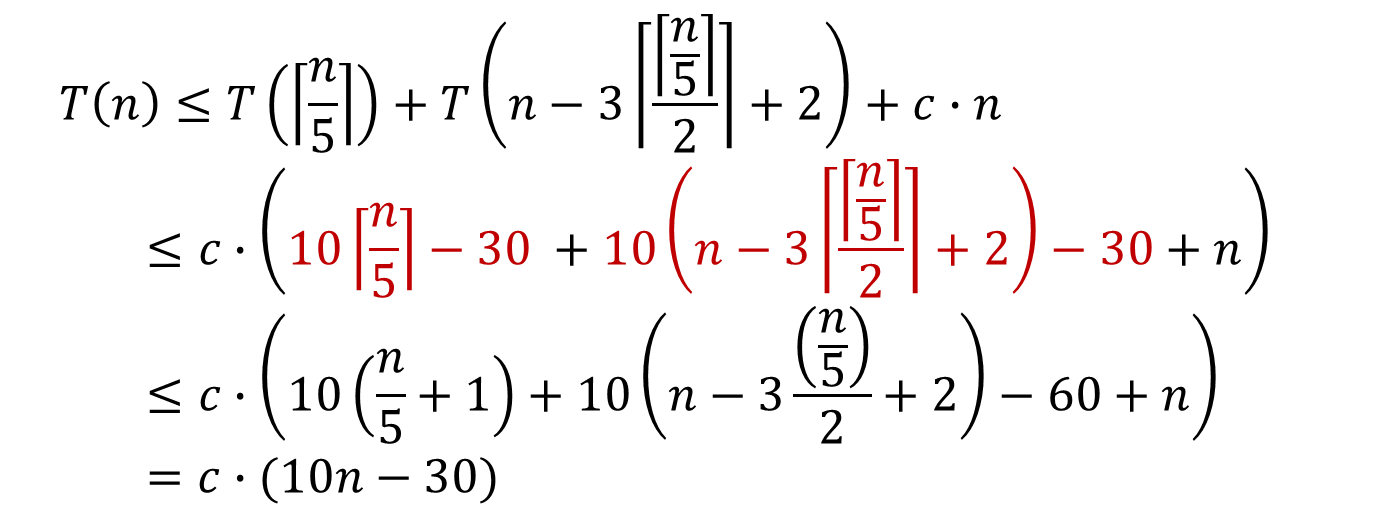 T(n) ≤ T(⌈n/5⌉) + T(n − 3⌈⌈n/5⌉/2⌉ + 2) + c · n
≤ c · (10⌈n/5⌉ − 30 + 10(n − 3⌈⌈n/5⌉/2⌉ + 2) − 30 + n)
≤ c · (10(n/5 + 1) + 10(n − 3(n/5)/2 + 2) − 60 + n)
= c · (10n − 30)